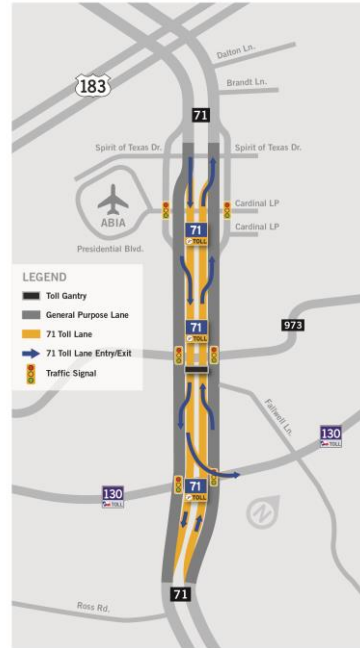 Dalton Ln.
183
Brandt Ln.
71
Spirit of Texas Dr.
Spirit of Texas Dr.
Cardinal LP
ABIA
71
TOLL
Cardinal LP
Presidential Blvd.
LEGEND
Toll Gantry
General Purpose Lane
71 Toll Lane
71 Toll Lane Entry/Exit
Traffic Signal
71
TOLL
973
Fallwell Ln.
130
TOLL
130
TOLL
71
TOLL
N
Ross Rd.
71